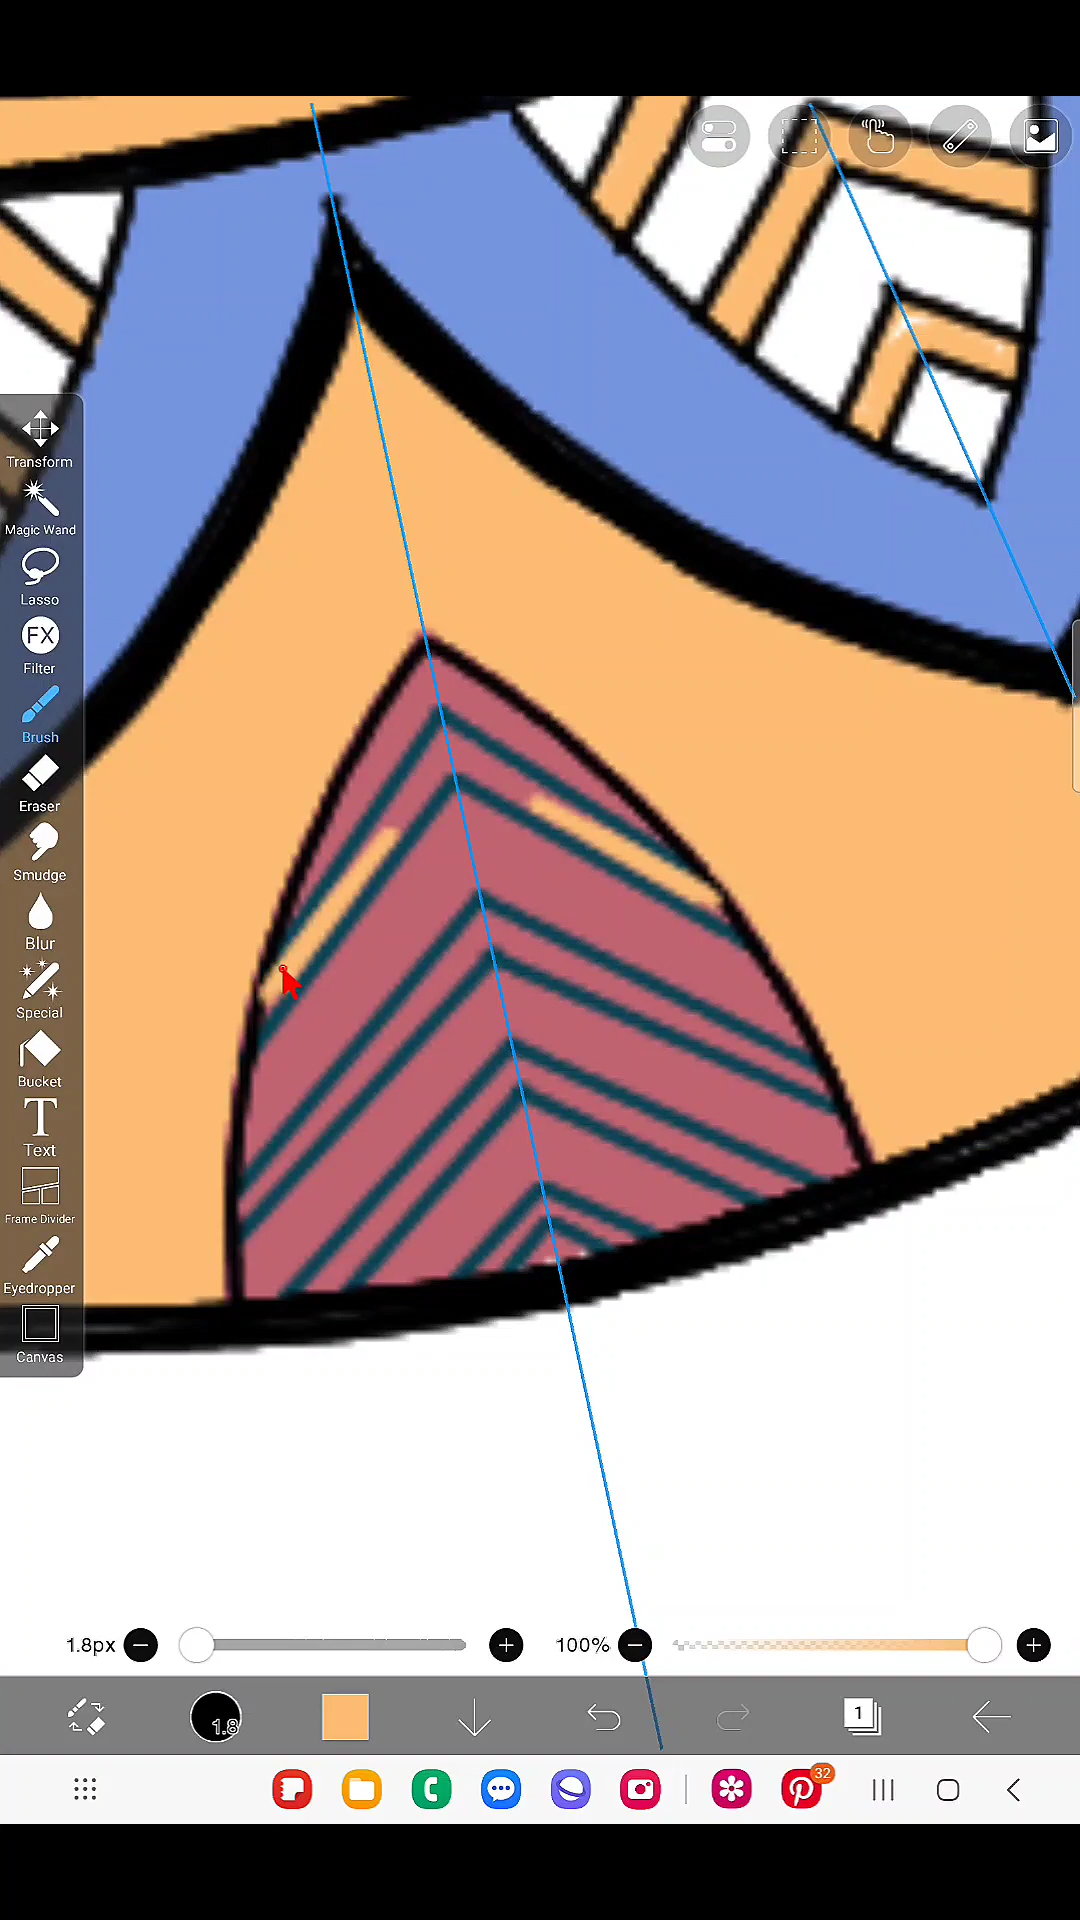 Transform
Magic Wand
Lasso
FX
Filter
Brush
Eraser
Smudge
Blur
Special
Bucket
T
Text
Frame Divider
Eyedropper
Canvas
1.8px
100%
1.8
1
32